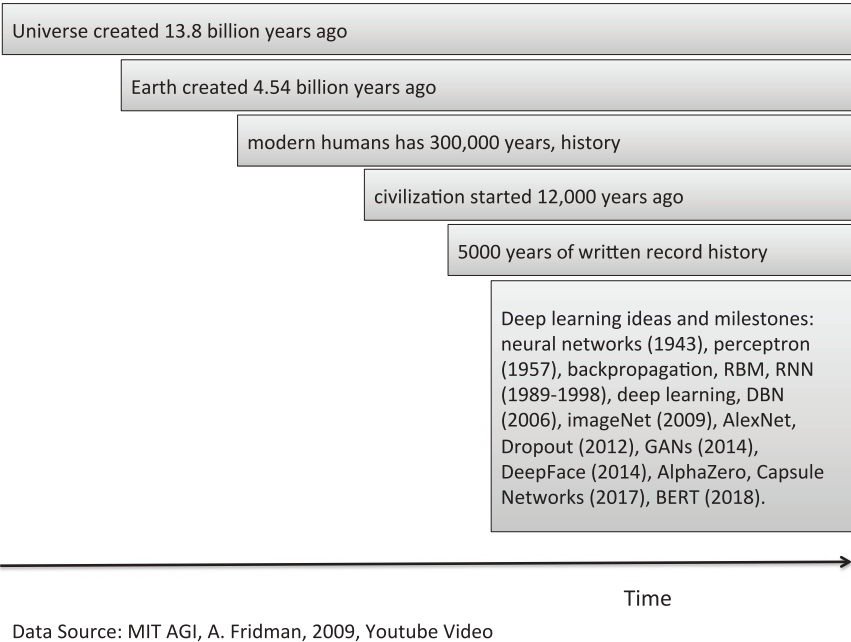 Universe created 13.8 billion years ago
Earth created 4.54 billion years ago
modern humans has 300,000 years, history
civilization started 12,000 years ago
5000 years of written record history
Deep learning ideas and milestones:
neural networks (1943), perceptron
(1957), backpropagation, RBM, RNN
(1989-1998), deep learning, DBN
(2006), imageNet (2009), AlexNet,
Dropout (2012), GANs (2014),
DeepFace (2014), AlphaZero, Capsule
Networks (2017), BERT (2018).
Time
Data Source: MIT AGI, A. Fridman, 2009, Youtube Video